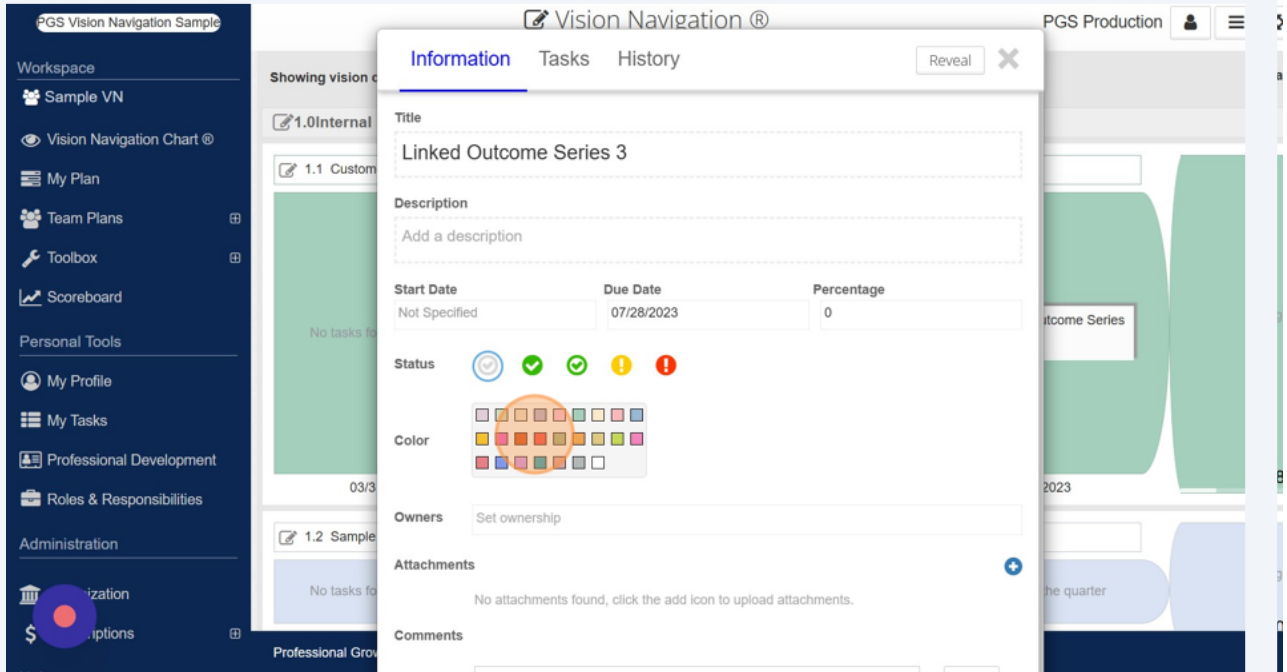 PGS Vision Navigation Sample
Workspace
Sample VN
Vision Navigation Chart ®
My Plan
Team Plans
Toolbox
Scoreboard
Personal Tools
My Profile
My Tasks
Professional Development
Roles & Responsibilities
Administration
Vision Navigation ®
PGS Production
Showing vision
1.0Internal
1.1 Custom
No tasks fo
03/3
1.2 Sample
No tasks fo
Professional Grow
Information Tasks History
Reveal
Title
Linked Outcome Series 3
Description
Add a description
Start Date Due Date Percentage
Not Specified 07/28/2023 0
Status
Color
Owners
Set ownership
Attachments
No attachments found, click the add icon to upload attachments.
Comments
tcome Series
2023
he quarter